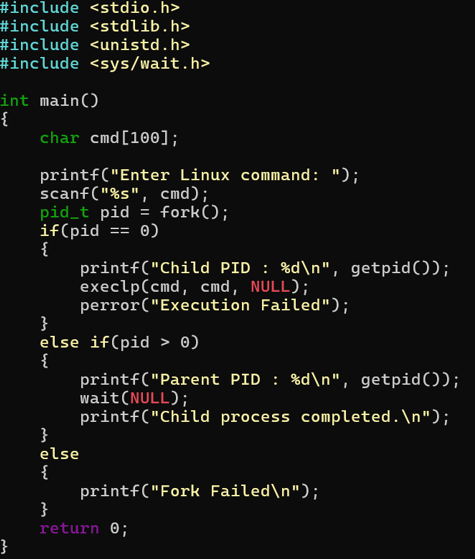 #include <stdio.h>
#include <stdlib.h>
#include <unistd.h>
#include <sys/wait.h>

int main()
{
    char cmd[100];

    printf("Enter Linux command: ");
    scanf("%s", cmd);
    pid_t pid = fork();
    if(pid == 0)
    {
        printf("Child PID : %d\n", getpid());
        execlp(cmd, cmd, NULL);
        perror("Execution Failed");
    }
    else if(pid > 0)
    {
        printf("Parent PID : %d\n", getpid());
        wait(NULL);
        printf("Child process completed.\n");
    }
    else
    {
        printf("Fork Failed\n");
    }
    return 0;
}